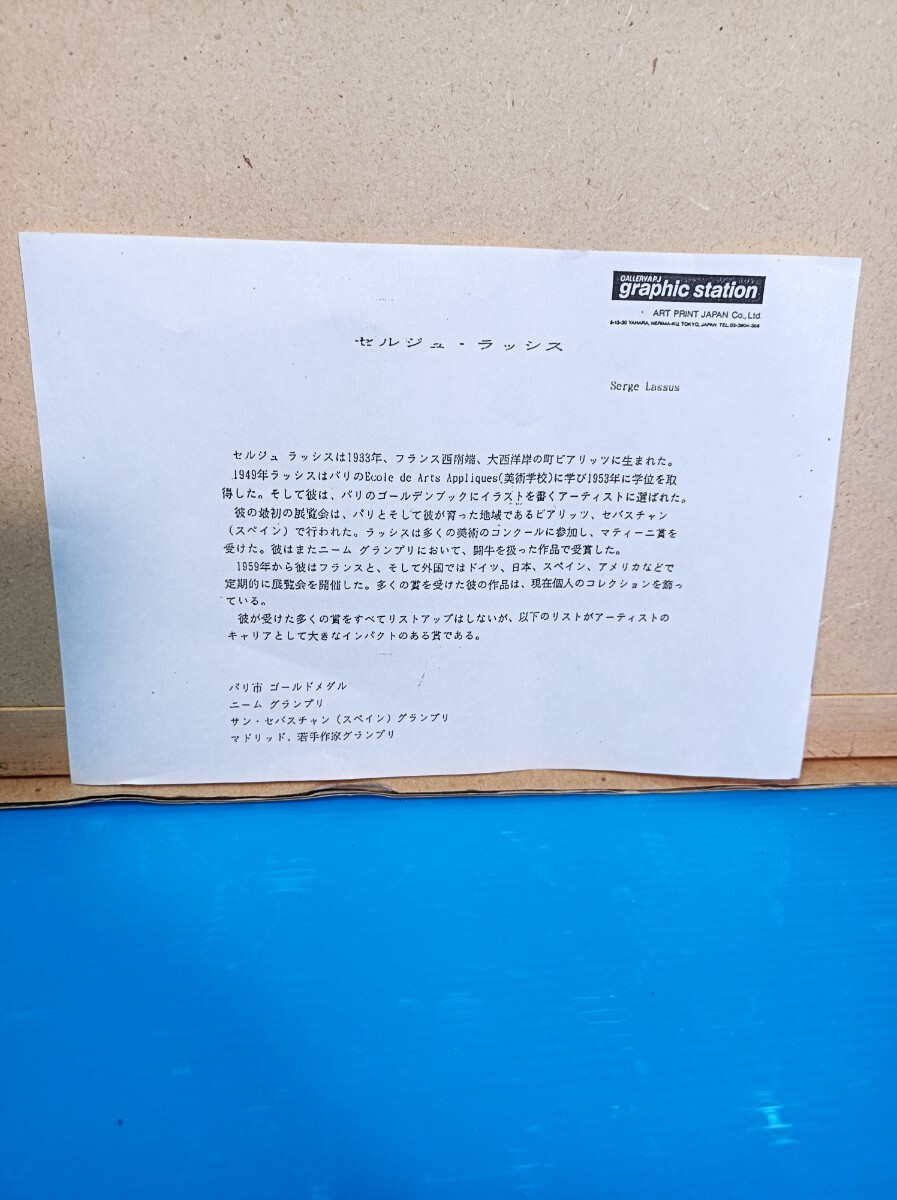 GALLERY APJ
graphic station
ART PRINT JAPAN Co., Ltd.
5-13-30 YAHARA, NERIMA-KU, TOKYO, JAPAN TEL.
セルジュ・ラッシス
Serge Lassus
セルジュ ラッシスは1933年、フランス西南端、大西洋岸の町ビアリッツに生まれた。
1949年ラッシスはパリのEcole de Arts Appliques(美術学校)に学び1953年に学位を取
得した。そして彼は、パリのゴールデンブックにイラストを書くアーティストに選ばれた。
彼の最初の展覧会は、パリとそして彼が育った地域であるビアリッツ、セバスチャン
(スペイン)で行われた。ラッシスは多くの美術のコンクールに参加し、マティーニ賞を
受けた。彼はまたニーム グランプリにおいて、闘牛を扱った作品で受賞した。
1959年から彼はフランスと、そして外国ではドイツ、日本、スペイン、アメリカなどで
定期的に展覧会を開催した。多くの賞を受けた彼の作品は、現在個人のコレクションを飾っ
ている。
彼が受けた多くの賞をすべてリストアップはしないが、以下のリストがアーティストの
キャリアとして大きなインパクトのある賞である。
パリ市 ゴールドメダル
ニーム グランプリ
サン・セバスチャン(スペイン)グランプリ
マドリッド、若手作家グランプリ